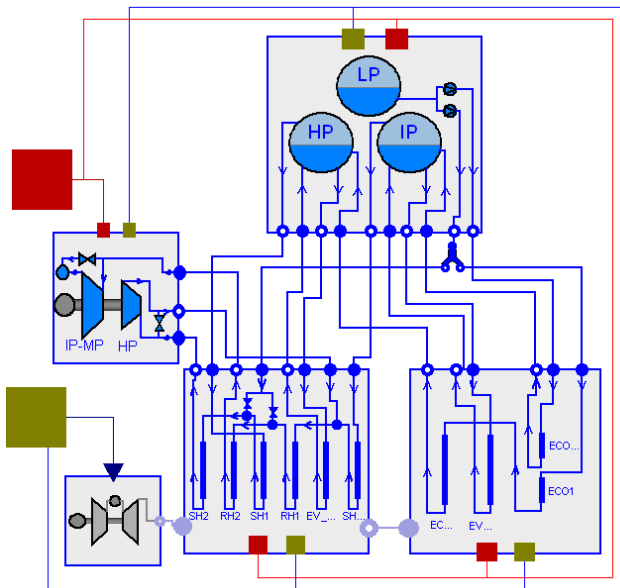 LP
HP
IP
IP-MP
HP
ECO...
ECO1
SH2
RH2
SH1
RH1
EV_...
SH...
EC...
EV...